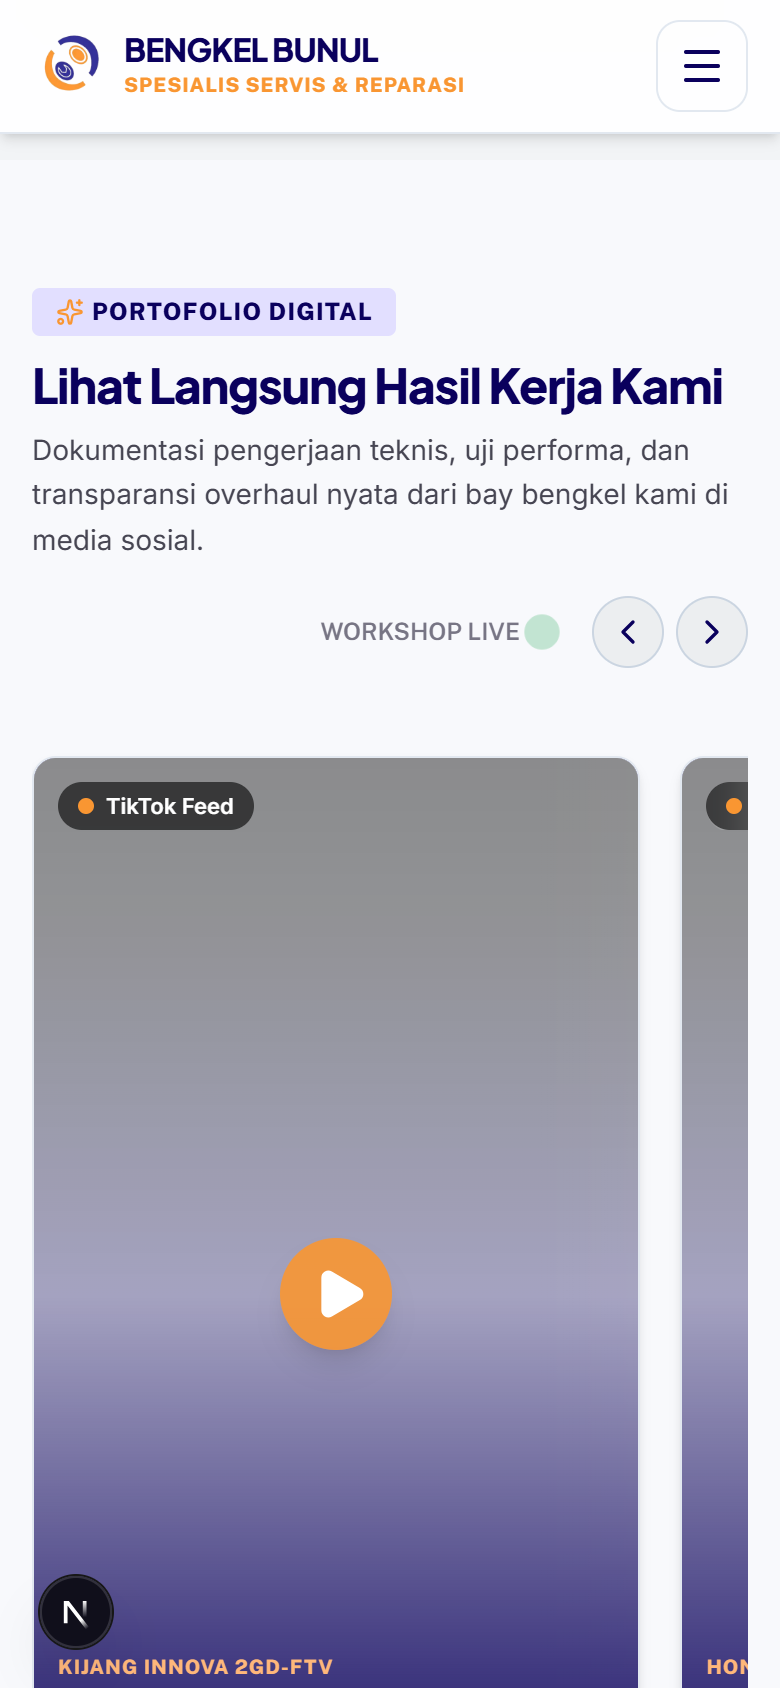 BENGKEL BUNUL
SPESIALIS SERVIS & REPARASI
PORTOFOLIO DIGITAL
Lihat Langsung Hasil Kerja Kami
Dokumentasi pengerjaan teknis, uji performa, dan
transparansi overhaul nyata dari bay bengkel kami di
media sosial.
WORKSHOP LIVE
TikTok Feed
N
KIJANG INNOVA 2GD-FTV